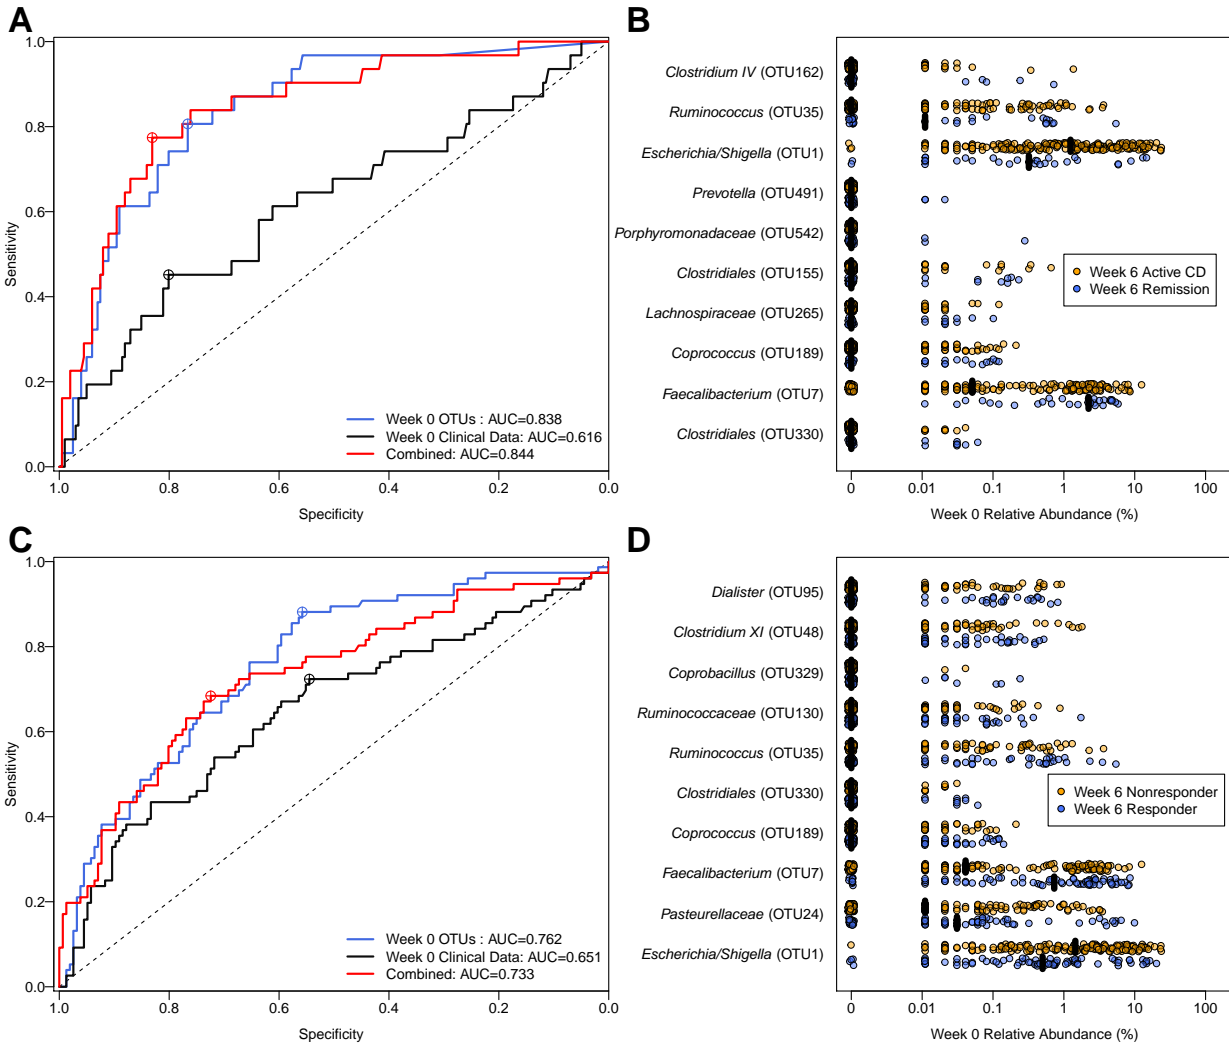 A
1.0
0.8
0.6
0.4
0.2
0.0
Sensitivity
Week 0 OTUs : AUC=0.838
Week 0 Clinical Data: AUC=0.616
Combined: AUC=0.844
1.0 0.8 0.6 0.4 0.2 0.0
Specificity
B
Clostridium IV (OTU162)
Ruminococcus (OTU35)
Escherichia/Shigella (OTU1)
Prevotella (OTU491)
Porphyromonadaceae (OTU542)
Clostridiales (OTU155)
Lachnospiraceae (OTU265)
Coprococcus (OTU189)
Faecalibacterium (OTU7)
Clostridiales (OTU330)
Week 6 Active CD
Week 6 Remission
0 0.01 0.1 1 10 100
Week 0 Relative Abundance (%)
C
1.0
0.8
0.6
0.4
0.2
0.0
Sensitivity
Week 0 OTUs : AUC=0.762
Week 0 Clinical Data: AUC=0.651
Combined: AUC=0.733
1.0 0.8 0.6 0.4 0.2 0.0
Specificity
D
Dialister (OTU95)
Clostridium XI (OTU48)
Coprobacillus (OTU329)
Ruminococcaceae (OTU130)
Ruminococcus (OTU35)
Clostridiales (OTU330)
Coprococcus (OTU189)
Faecalibacterium (OTU7)
Pasteurellaceae (OTU24)
Escherichia/Shigella (OTU1)
Week 6 Nonresponder
Week 6 Responder
0 0.01 0.1 1 10 100
Week 0 Relative Abundance (%)